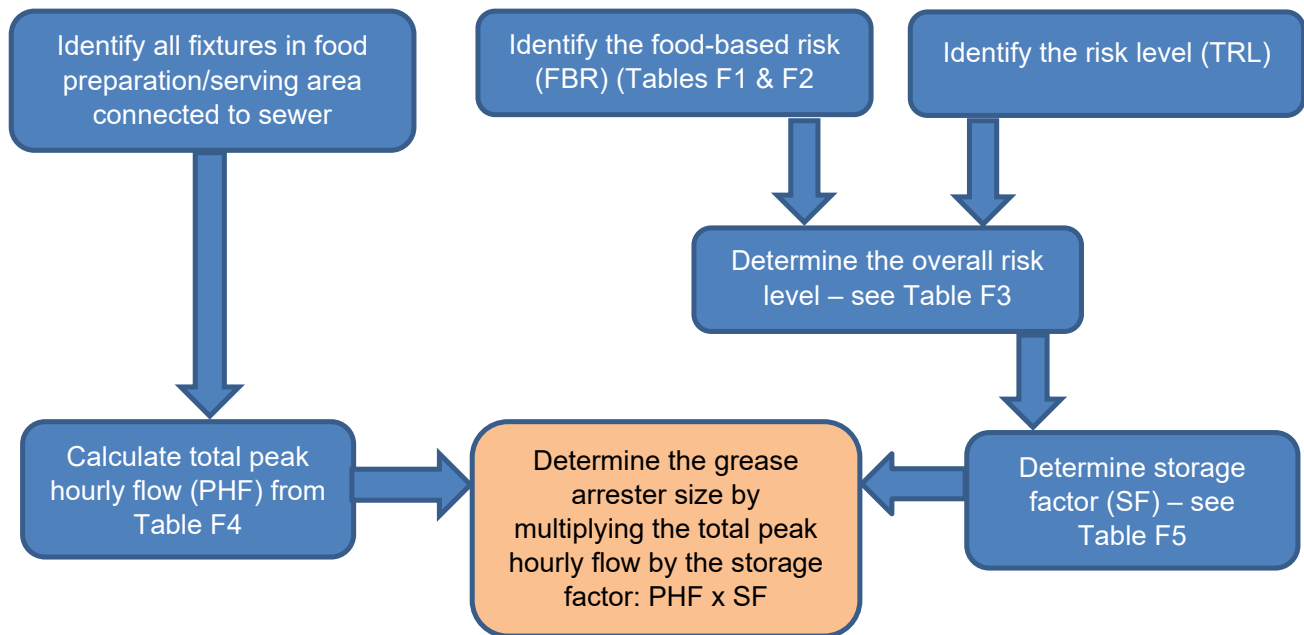 Identify all fixtures in food
preparation/serving area
connected to sewer
Identify the food-based risk
(FBR) (Tables F1 & F2
Identify the risk level (TRL)
Determine the overall risk
level – see Table F3
Calculate total peak
hourly flow (PHF) from
Table F4
Determine the grease
arrester size by
multiplying the total peak
hourly flow by the storage
factor: PHF x SF
Determine storage
factor (SF) – see
Table F5